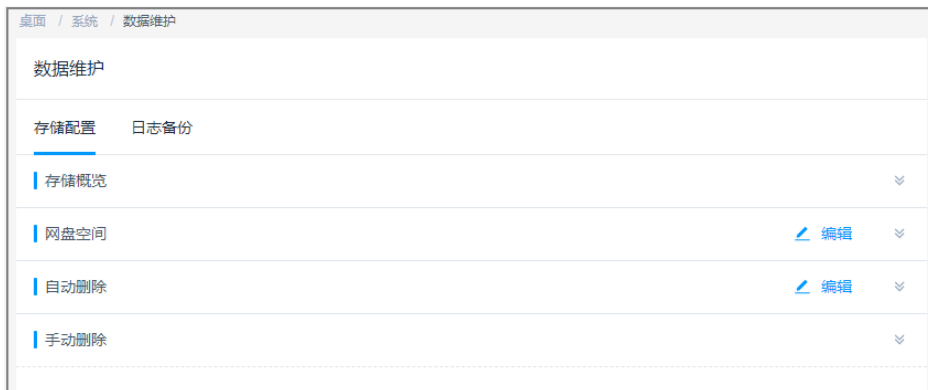 桌面 / 系统 / 数据维护
数据维护
存储配置 日志备份
存储概览
网盘空间 编辑
自动删除 编辑
手动删除